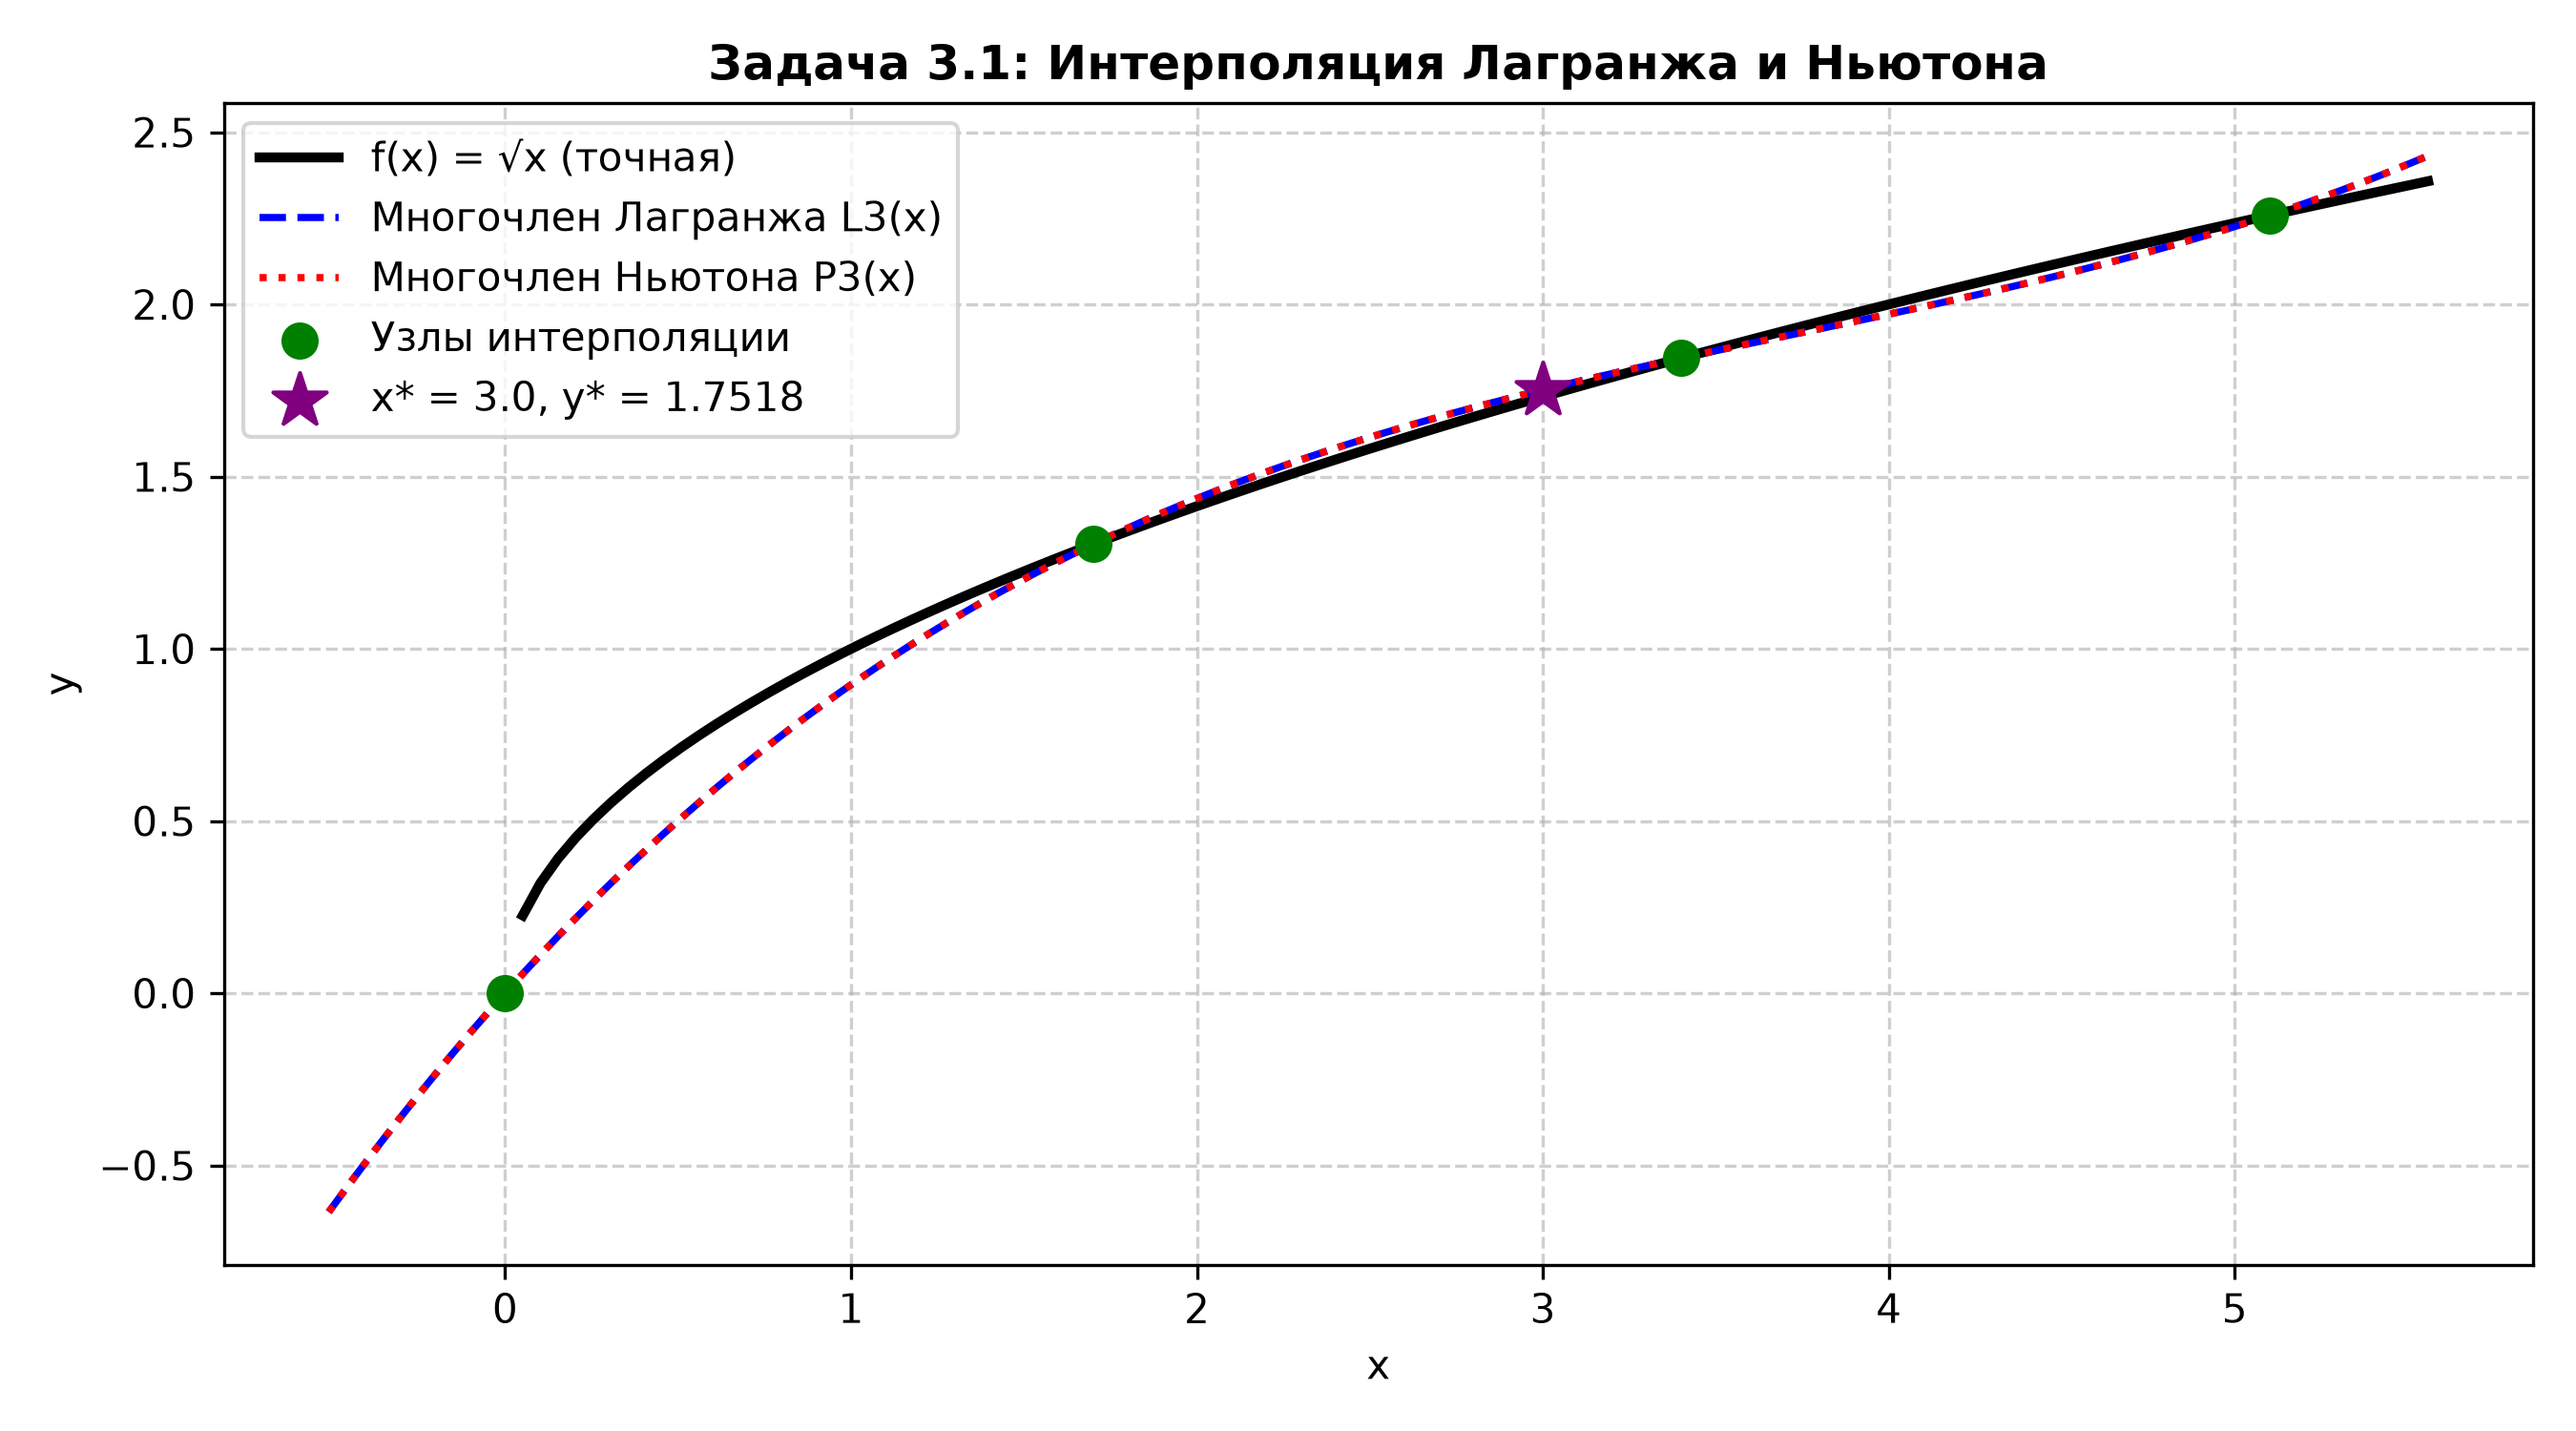 Задача 3.1: Интерполяция Лагранжа и Ньютона
f(x) = √x (точная)
Многочлен Лагранжа L3(x)
Многочлен Ньютона P3(x)
Узлы интерполяции
x* = 3.0, y* = 1.7518
2.5
2.0
1.5
1.0
0.5
0.0
−0.5
y
0 1 2 3 4 5
x